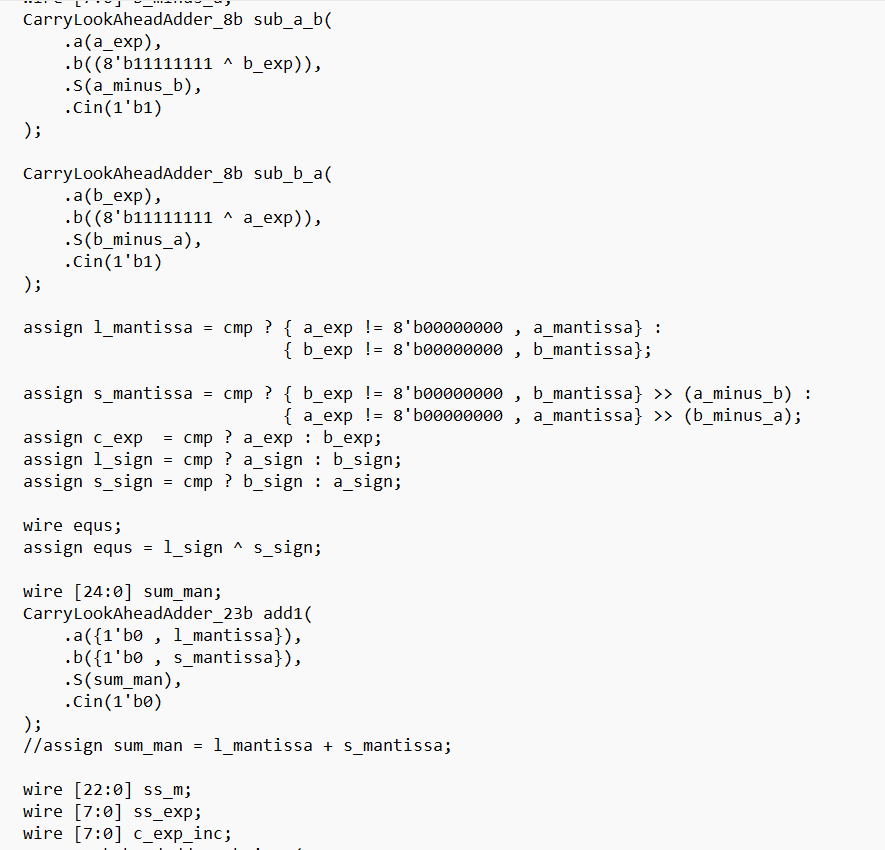 CarryLookAheadAdder_8b sub_a_b(
    .a(a_exp),
    .b((8'b11111111 ^ b_exp)),
    .S(a_minus_b),
    .Cin(1'b1)
);

CarryLookAheadAdder_8b sub_b_a(
    .a(b_exp),
    .b((8'b11111111 ^ a_exp)),
    .S(b_minus_a),
    .Cin(1'b1)
);

assign l_mantissa = cmp ? { a_exp != 8'b00000000 , a_mantissa} :
                          { b_exp != 8'b00000000 , b_mantissa};

assign s_mantissa = cmp ? { b_exp != 8'b00000000 , b_mantissa} >> (a_minus_b) :
                          { a_exp != 8'b00000000 , a_mantissa} >> (b_minus_a);
assign c_exp  = cmp ? a_exp : b_exp;
assign l_sign = cmp ? a_sign : b_sign;
assign s_sign = cmp ? b_sign : a_sign;

wire equs;
assign equs = l_sign ^ s_sign;

wire [24:0] sum_man;
CarryLookAheadAdder_23b add1(
    .a({1'b0 , l_mantissa}),
    .b({1'b0 , s_mantissa}),
    .S(sum_man),
    .Cin(1'b0)
);
//assign sum_man = l_mantissa + s_mantissa;

wire [22:0] ss_m;
wire [7:0] ss_exp;
wire [7:0] c_exp_inc;